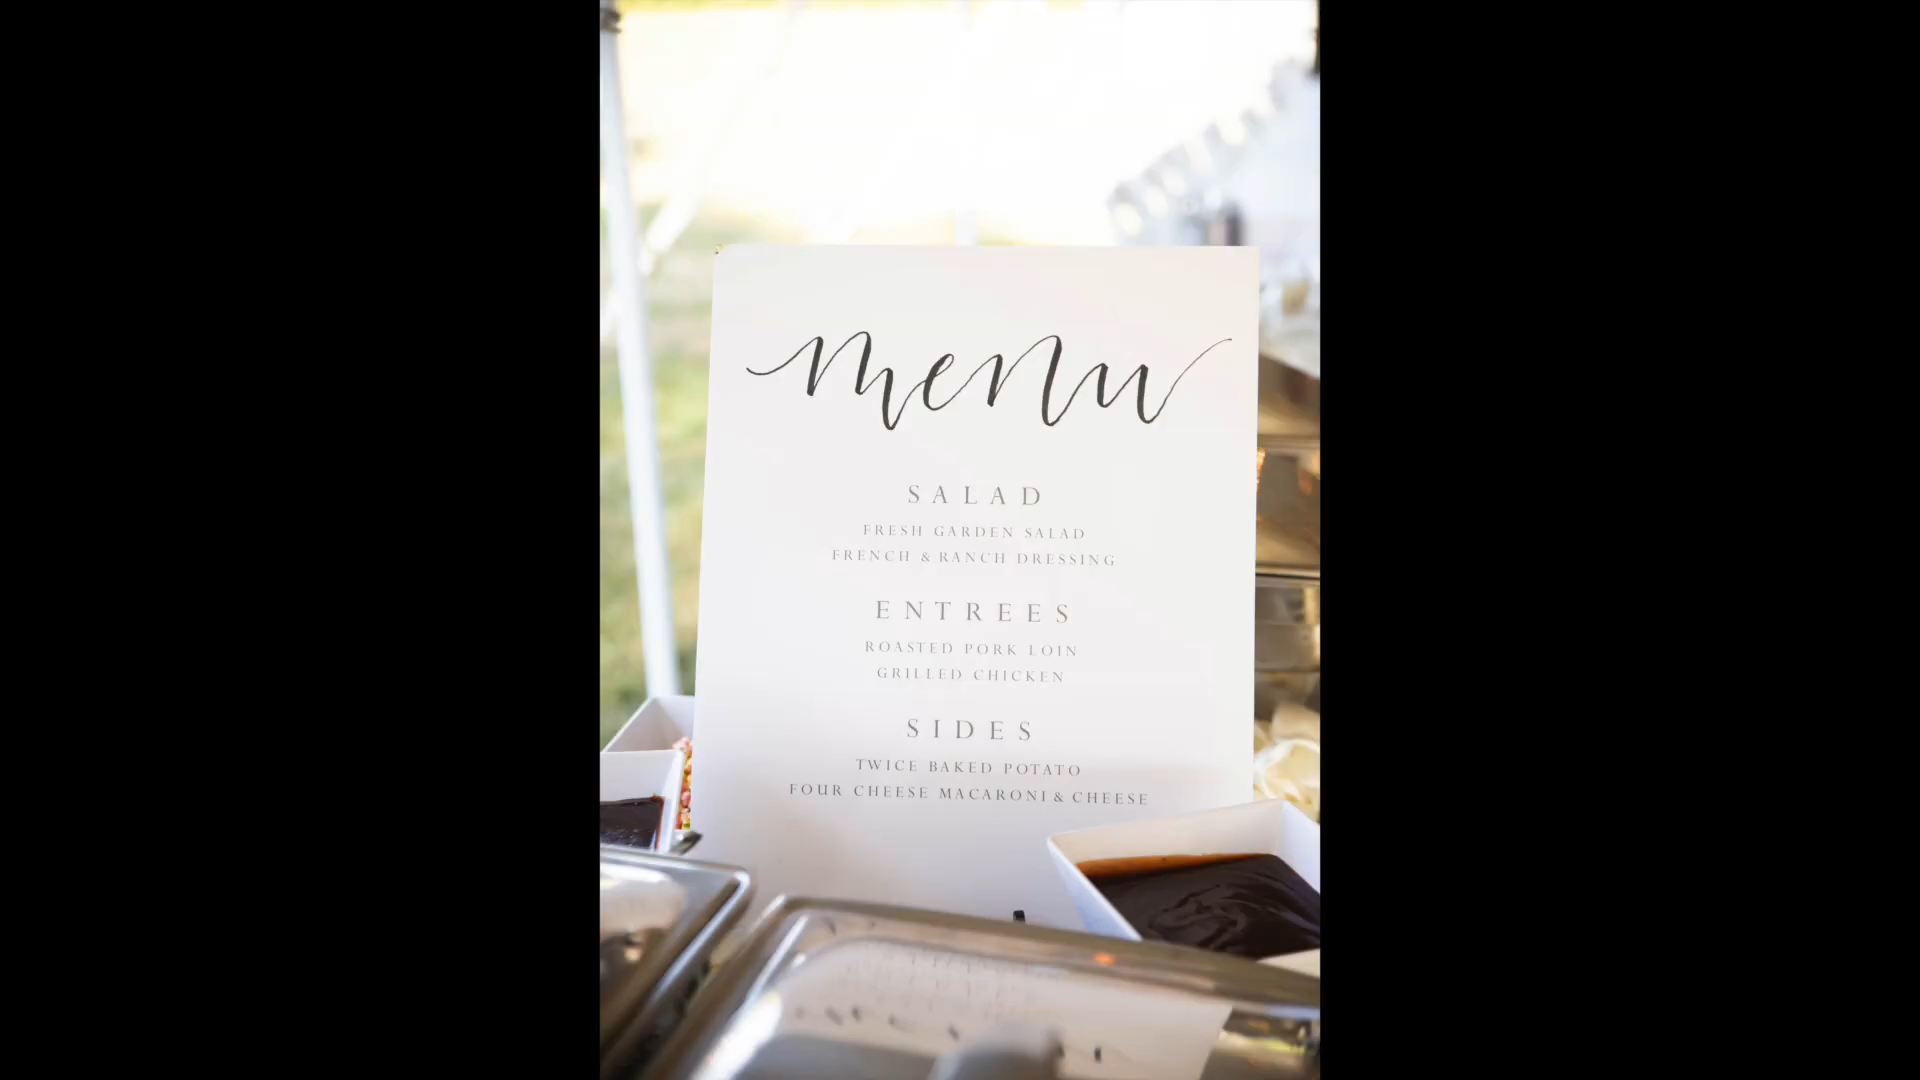 menu
SALAD
FRESH GARDEN SALAD
FRENCH & RANCH DRESSING
ENTREES
ROASTED PORK LOIN
GRILLED CHICKEN
SIDES
TWICE BAKED POTATO
FOUR CHEESE MACARONI & CHEESE